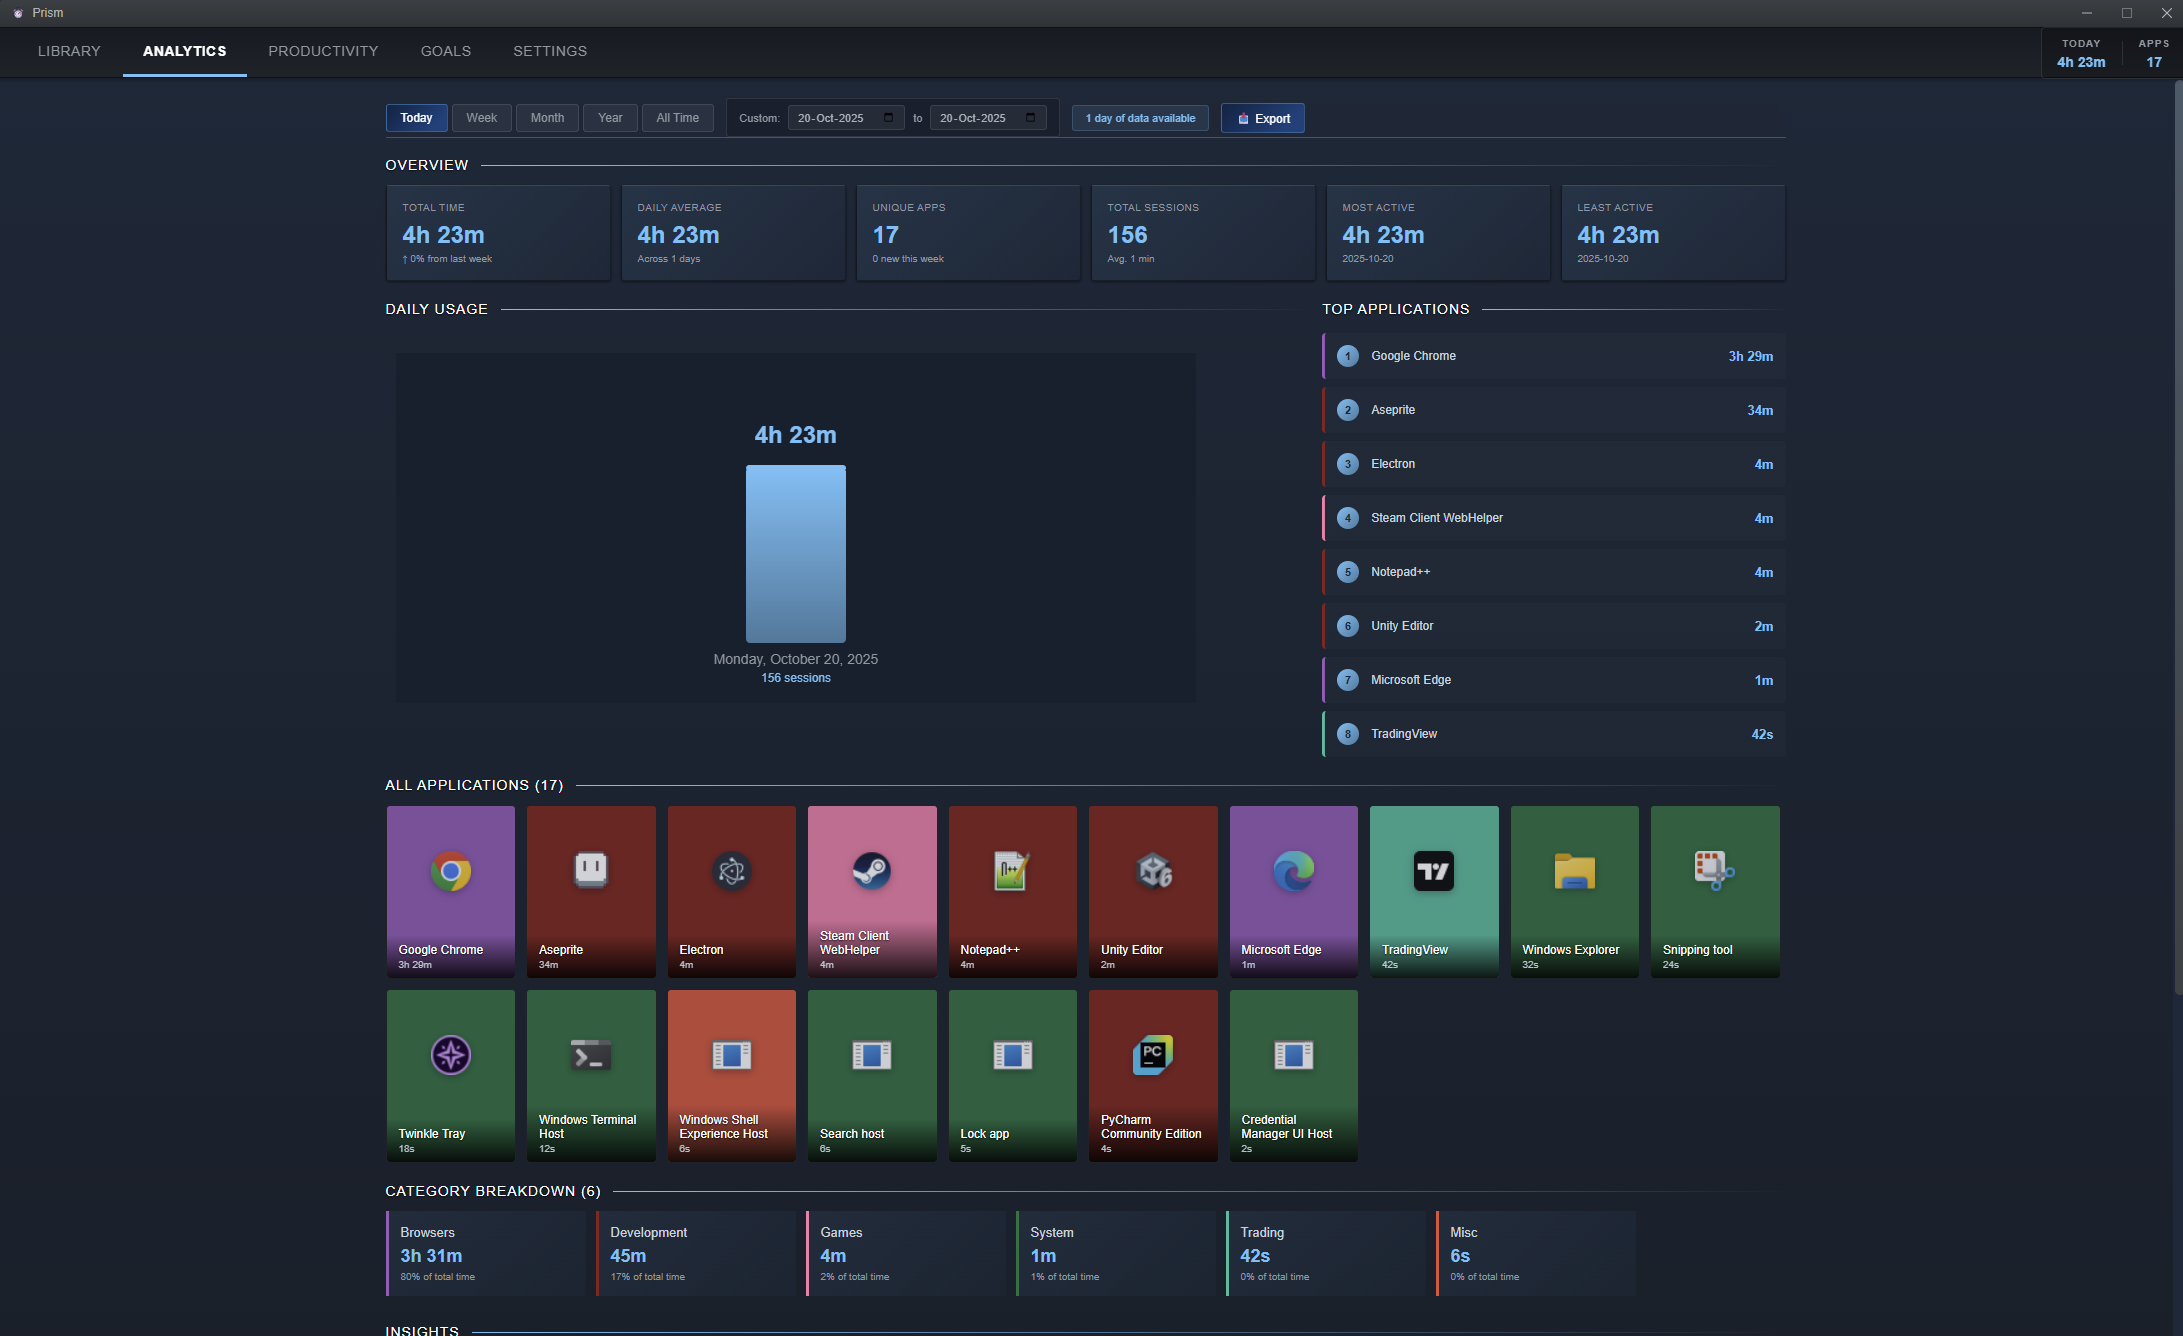 Prism
LIBRARY ANALYTICS PRODUCTIVITY GOALS SETTINGS
TODAY APPS
4h 23m 17
Today Week Month Year All Time Custom: 20-Oct-2025 to 20-Oct-2025 1 day of data available Export
OVERVIEW
TOTAL TIME
4h 23m
↑ 0% from last week
DAILY AVERAGE
4h 23m
Across 1 days
UNIQUE APPS
17
0 new this week
TOTAL SESSIONS
156
Avg. 1 min
MOST ACTIVE
4h 23m
2025-10-20
LEAST ACTIVE
4h 23m
2025-10-20
DAILY USAGE
4h 23m
Monday, October 20, 2025
156 sessions
TOP APPLICATIONS
1 Google Chrome 3h 29m
2 Aseprite 34m
3 Electron 4m
4 Steam Client WebHelper 4m
5 Notepad++ 4m
6 Unity Editor 2m
7 Microsoft Edge 1m
8 TradingView 42s
ALL APPLICATIONS (17)
Google Chrome
3h 29m
Aseprite
34m
Electron
4m
Steam Client
WebHelper
4m
Notepad++
4m
Unity Editor
2m
Microsoft Edge
1m
TradingView
42s
Windows Explorer
32s
Snipping tool
24s
Twinkle Tray
18s
Windows Terminal
Host
12s
Windows Shell
Experience Host
6s
Search host
6s
Lock app
5s
PC
PyCharm
Community Edition
4s
Credential
Manager UI Host
2s
CATEGORY BREAKDOWN (6)
Browsers
3h 31m
80% of total time
Development
45m
17% of total time
Games
4m
2% of total time
System
1m
1% of total time
Trading
42s
0% of total time
Misc
6s
0% of total time
INSIGHTS